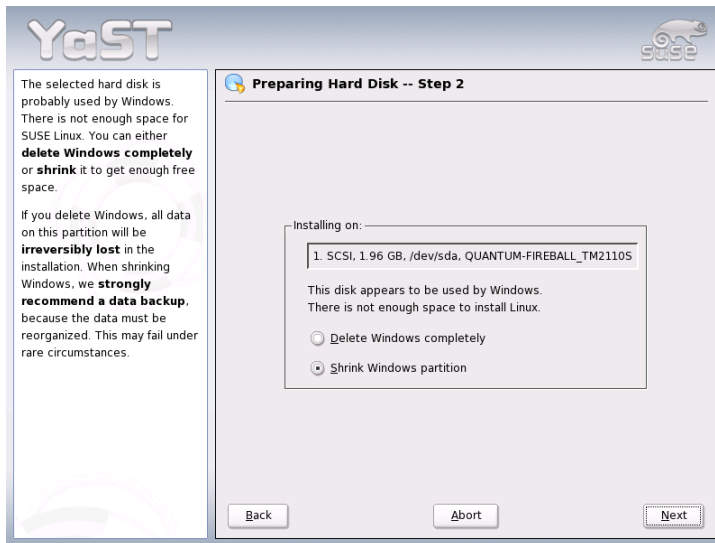 YaST
SUSE
The selected hard disk is
probably used by Windows.
There is not enough space for
SUSE Linux. You can either
delete Windows completely
or shrink it to get enough free
space.
If you delete Windows, all data
on this partition will be
irreversibly lost in the
installation. When shrinking
Windows, we strongly
recommend a data backup,
because the data must be
reorganized. This may fail under
rare circumstances.
Preparing Hard Disk -- Step 2
Installing on:
1. SCSI, 1.96 GB, /dev/sda, QUANTUM-FIREBALL_TM2110S
This disk appears to be used by Windows.
There is not enough space to install Linux.
Delete Windows completely
Shrink Windows partition
Back
Abort
Next